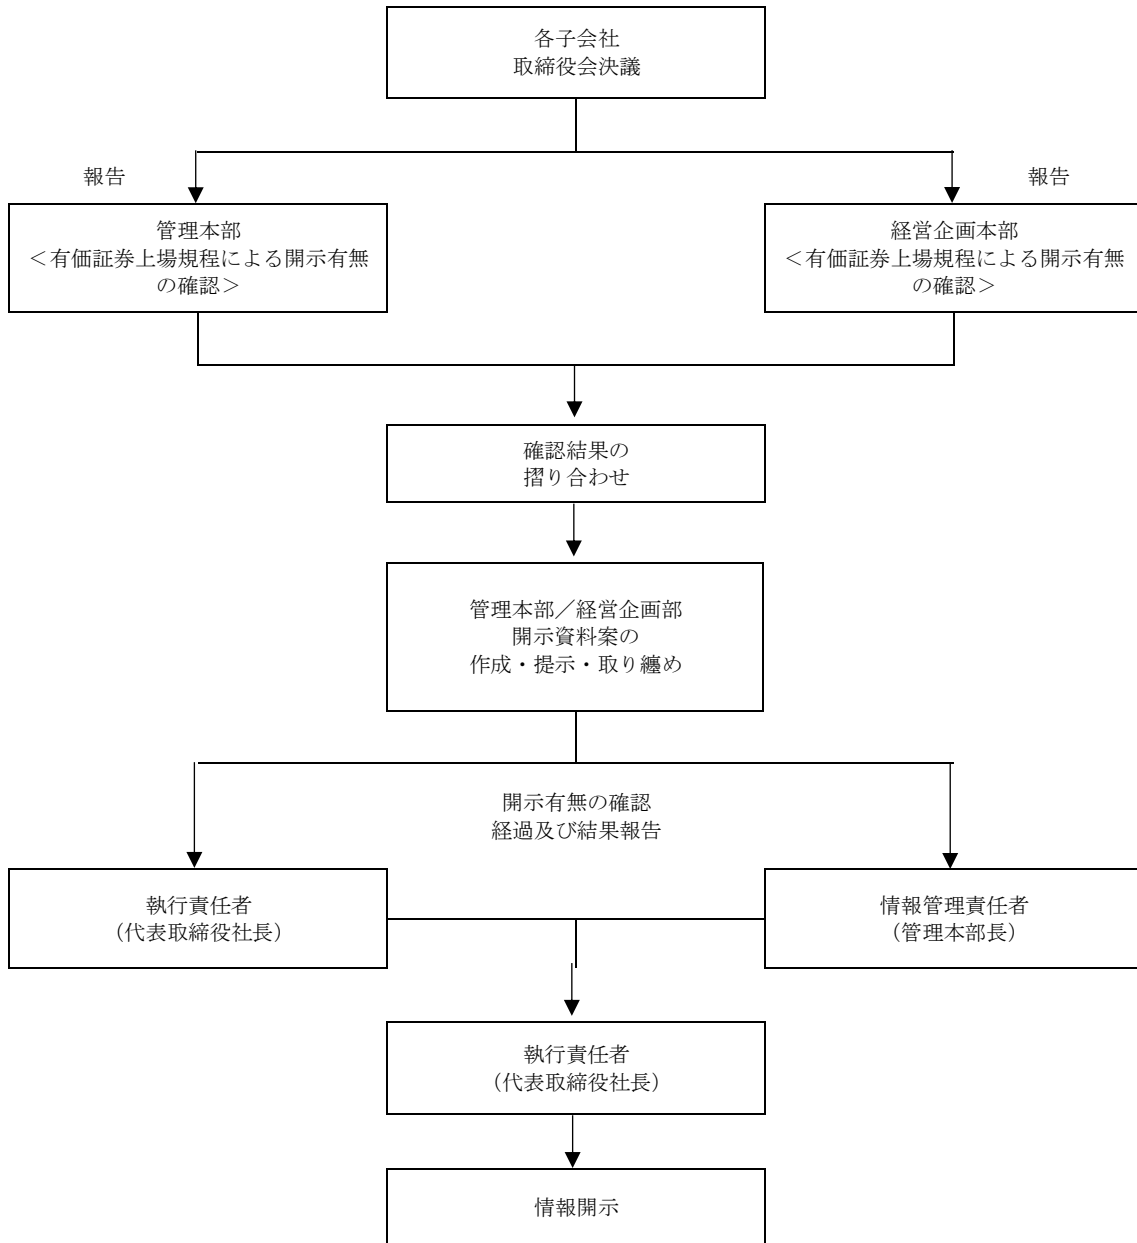 各子会社
取締役会決議
報告
報告
管理本部
＜有価証券上場規程による開示有無
の確認＞
経営企画本部
＜有価証券上場規程による開示有無
の確認＞
確認結果の
摺り合わせ
管理本部／経営企画部
開示資料案の
作成・提示・取り纏め
開示有無の確認
経過及び結果報告
執行責任者
（代表取締役社長）
情報管理責任者
（管理本部長）
執行責任者
（代表取締役社長）
情報開示